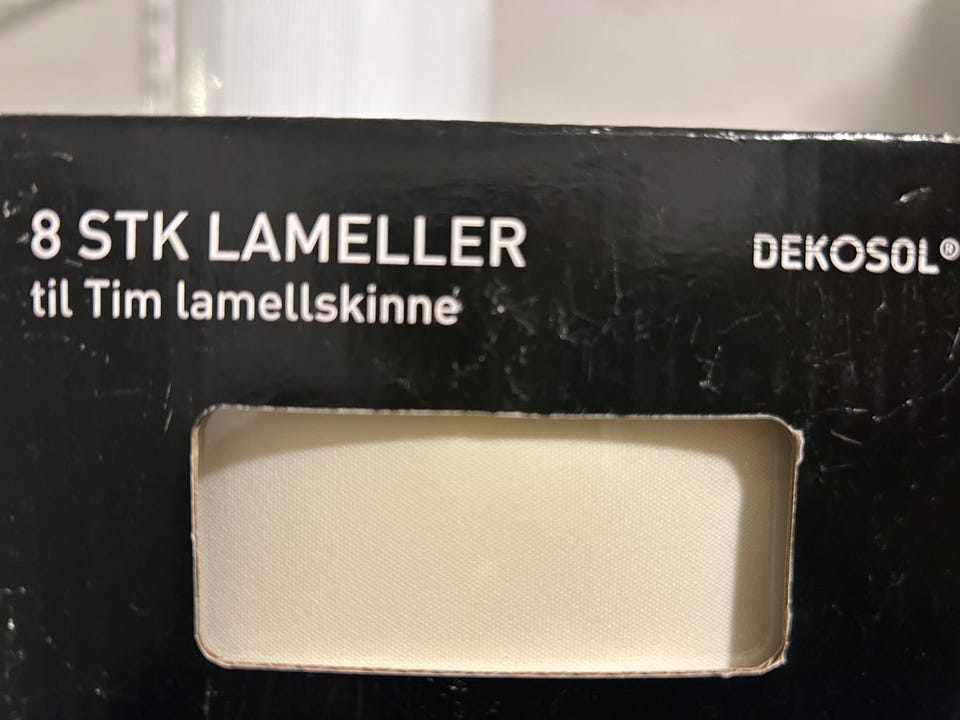 8 STK LAMELLER
til Tim lamellskinne
DEKOSOL®